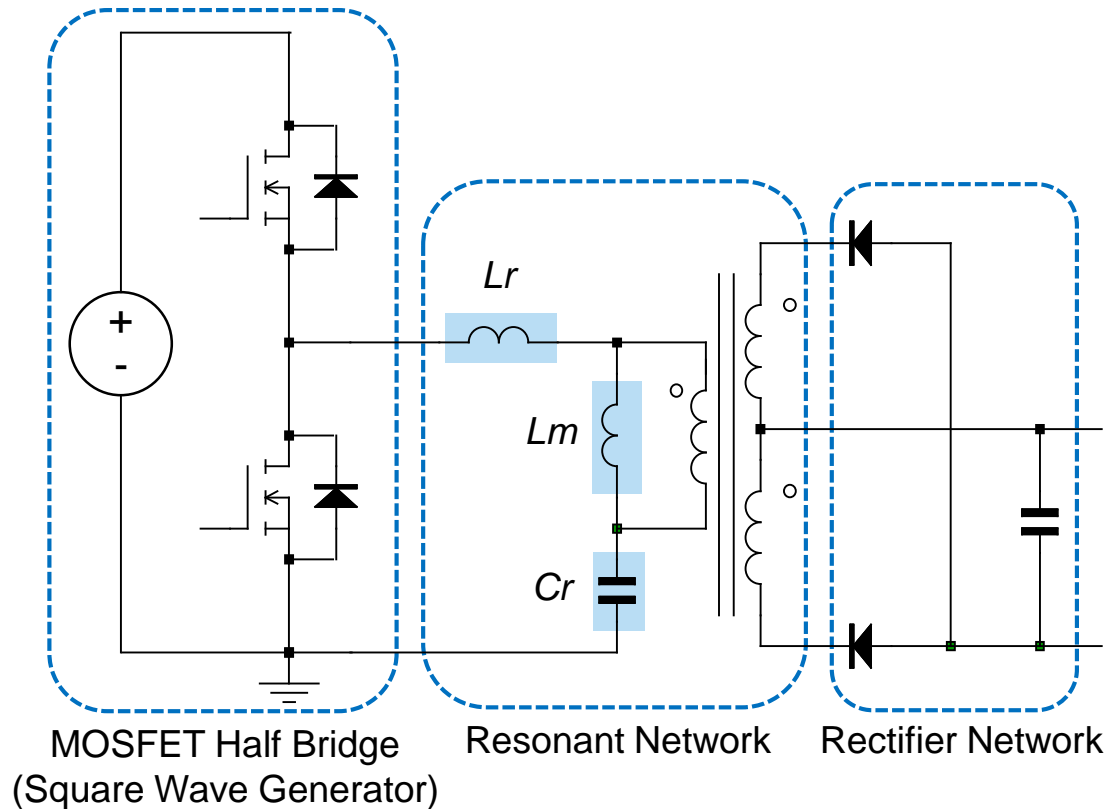 +
-
Lr
Lm
Cr
MOSFET Half Bridge
(Square Wave Generator)
Resonant Network
Rectifier Network